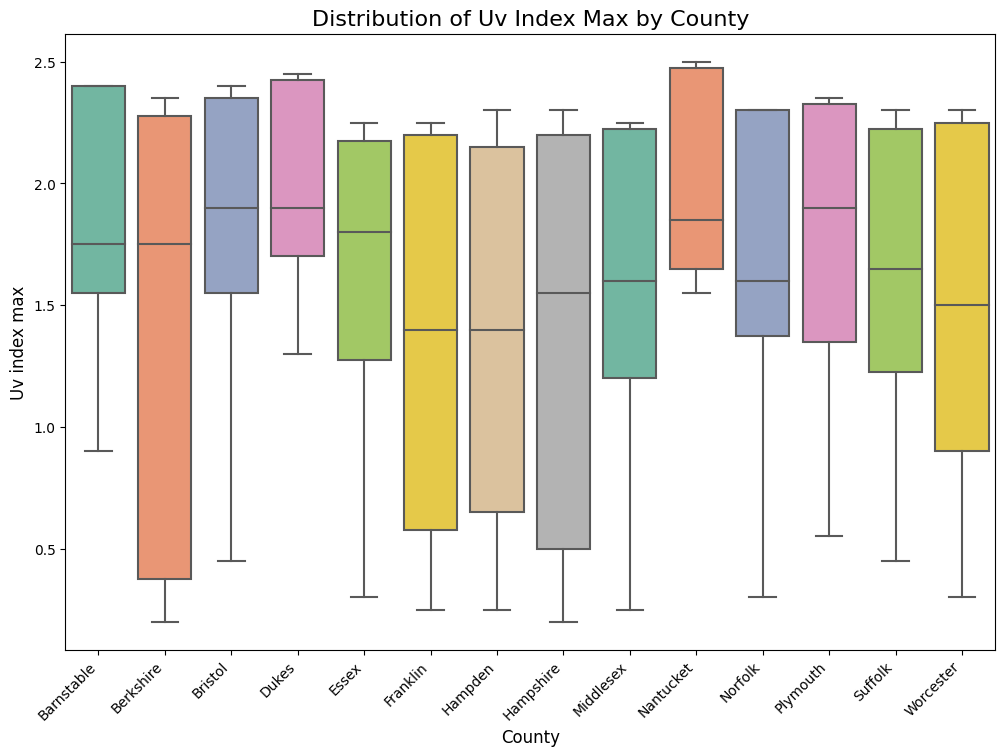 Distribution of Uv Index Max by County
Uv index max
2.5
2.0
1.5
1.0
0.5
Barnstable
Berkshire
Bristol
Dukes
Essex
Franklin
Hampden
Hampshire
Middlesex
Nantucket
Norfolk
Plymouth
Suffolk
Worcester
County